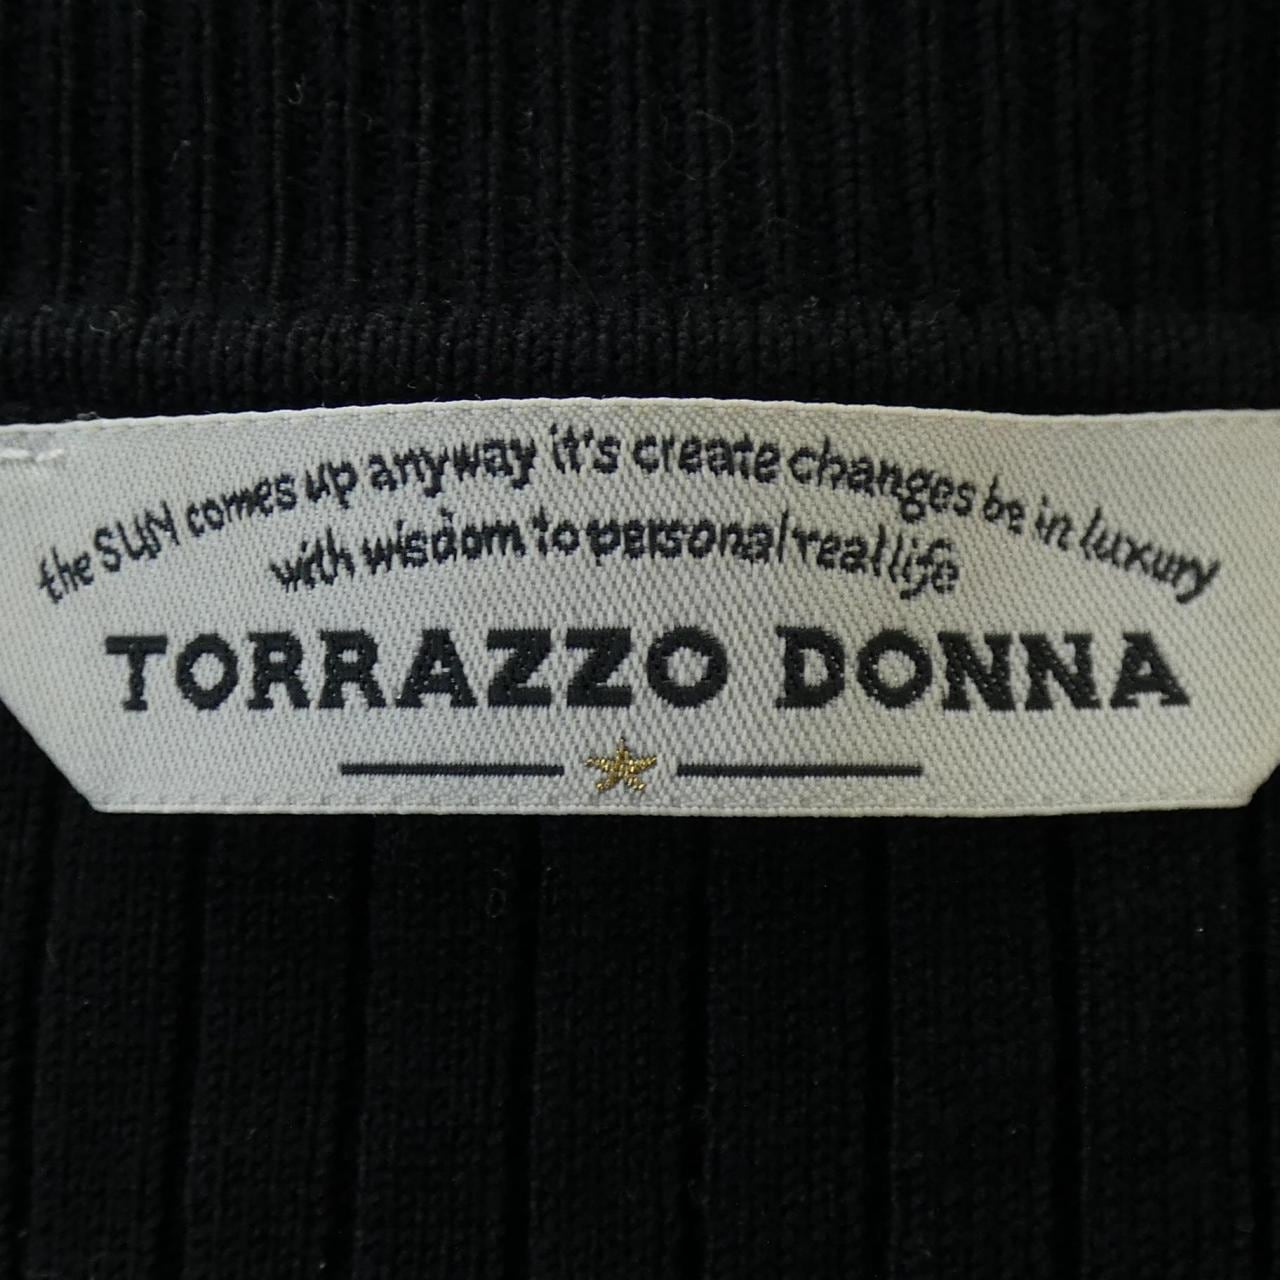 the SUN comes up anyway it's create changes be in luxury
with wisdom to personal real life
TORRAZZO DONNA